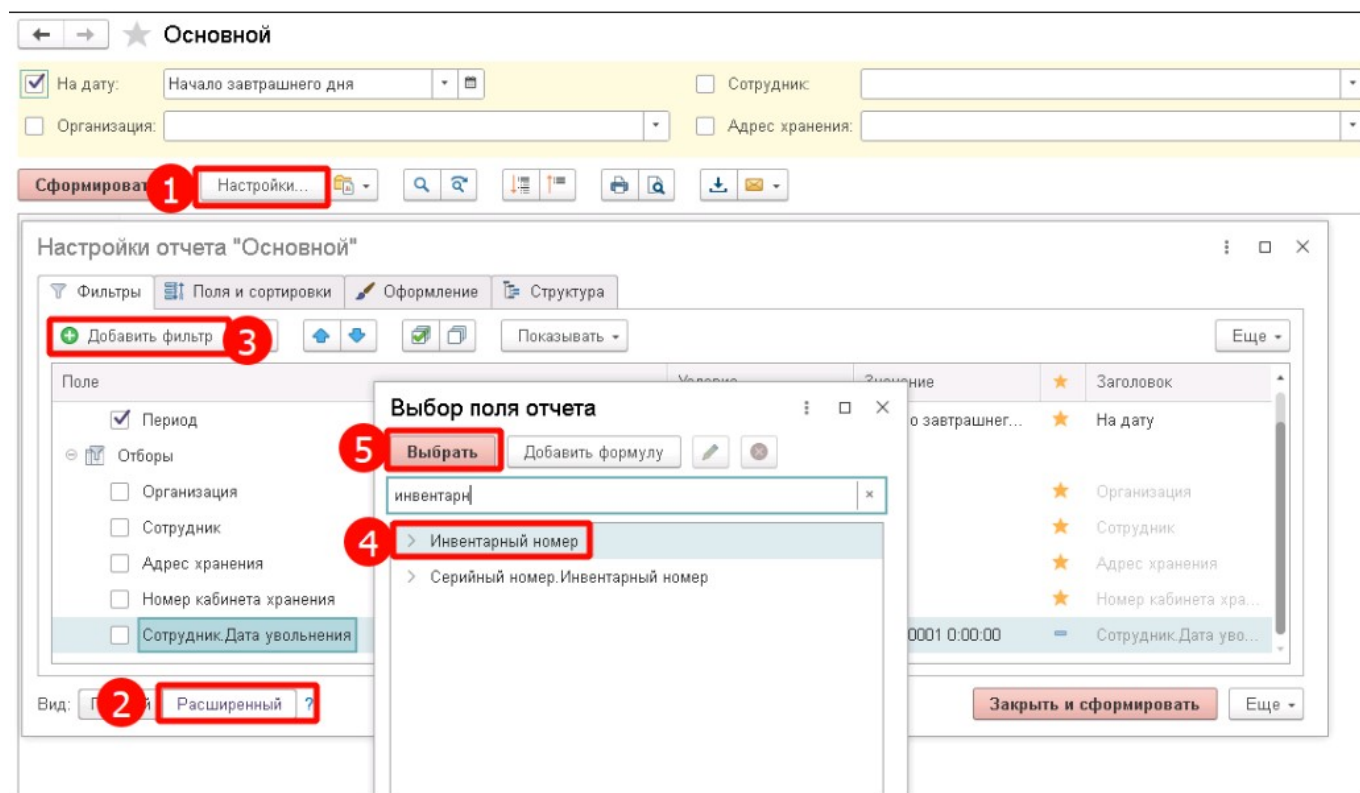 Основной
На дату: Начало завтрашнего дня Сотрудник:
Организация: Адрес хранения:
Сформировать 1 Настройки...
Настройки отчета "Основной"
Фильтры Поля и сортировки Оформление Структура
Добавить фильтр 3 Показывать Еще
Поле Условие Значение Заголовок
Выбор поля отчета
Период о завтрашнег... На дату
5 Выбрать Добавить формулу
Отборы
инвентарн
Организация Организация
Сотрудник Сотрудник
4 Инвентарный номер
Адрес хранения Адрес хранения
Серийный номер.Инвентарный номер
Номер кабинета хранения Номер кабинета хра...
Сотрудник.Дата увольнения 0001 0:00:00 Сотрудник.Дата уво...
Вид: 2 Расширенный ? Закрыть и сформировать Еще